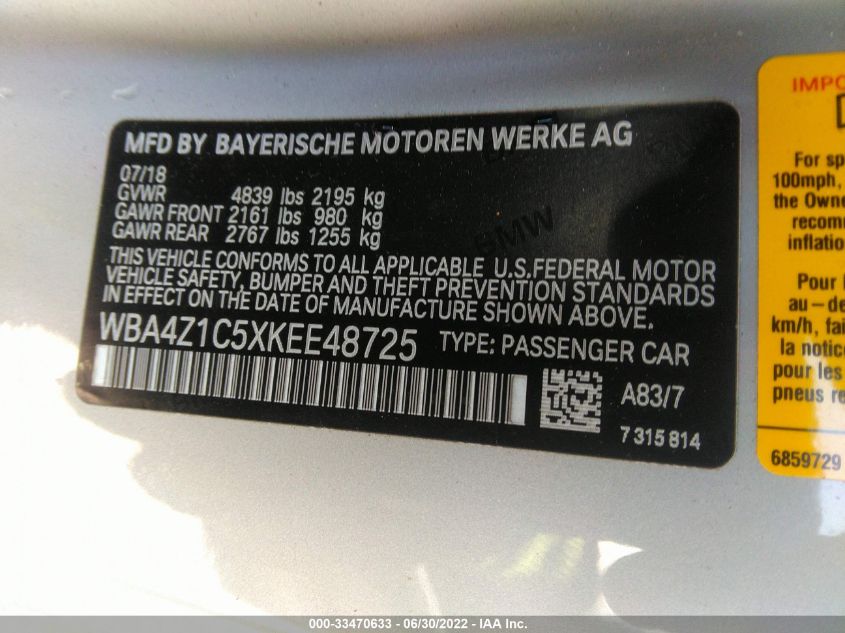 MFD BY BAYERISCHE MOTOREN WERKE AG
07/18
GVWR 4839 lbs 2195 kg
GAWR FRONT 2161 lbs 980 kg
GAWR REAR 2767 lbs 1255 kg
BMW
THIS VEHICLE CONFORMS TO ALL APPLICABLE U.S.FEDERAL MOTOR
VEHICLE SAFETY, BUMPER AND THEFT PREVENTION STANDARDS
IN EFFECT ON THE DATE OF MANUFACTURE SHOWN ABOVE.
WBA4Z1C5XKEE48725 TYPE: PASSENGER CAR
A83/7
7 315 814
For sp
100mph,
the Owne
recom
inflatio
Pour
au-de
km/h, fai
la notice
pour les
pneus re
6859729
000-33470633 - 06/30/2022 - IAA Inc.